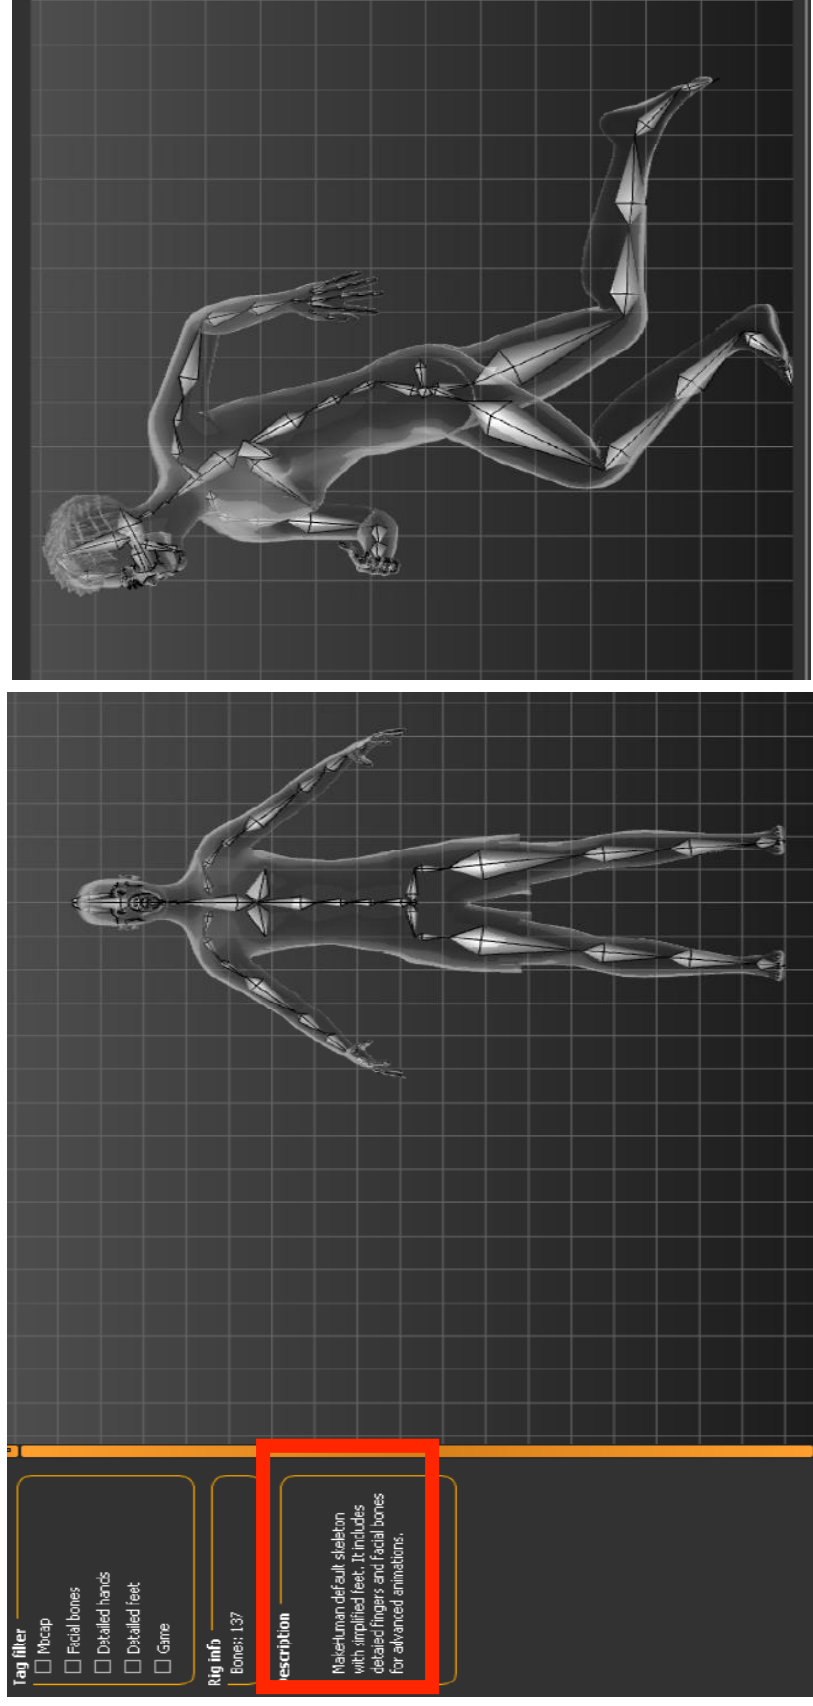 Tag filter
Mocap
Facial bones
Detailed hands
Detailed feet
Game
Rig info
Bones: 137
Description
MakeHuman default skeleton
with simplified feet. It includes
detailed fingers and facial bones
for advanced animations.